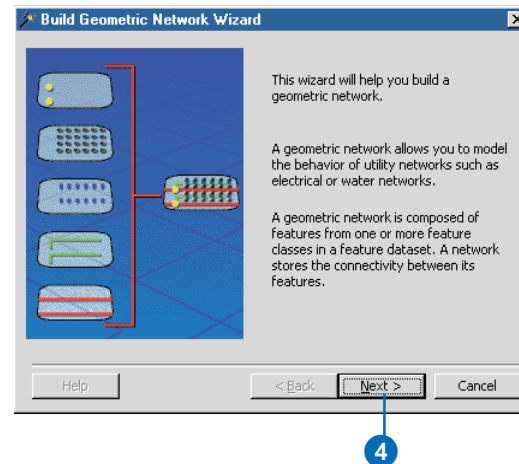 Build Geometric Network Wizard
This wizard will help you build a
geometric network.
A geometric network allows you to model
the behavior of utility networks such as
electrical or water networks.
A geometric network is composed of
features from one or more feature
classes in a feature dataset. A network
stores the connectivity between its
features.
Help
< Back
Next >
Cancel
4